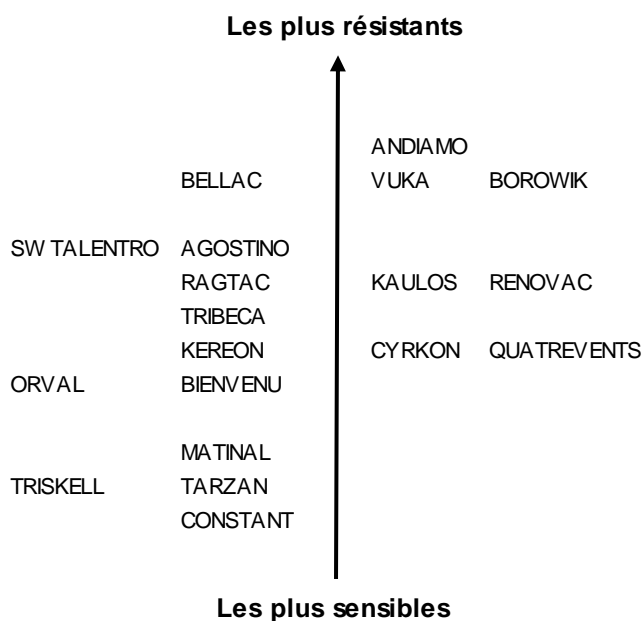 Les plus résistants
ANDIAMO
BELLAC VUKA BOROWIK
SW TALENTRO AGOSTINO
RAGTAC KAULOS RENOVAC
TRIBECA
KEREON CYRKON QUATREVENTS
ORVAL BIENVENU
MATINAL
TRISKELL TARZAN
CONSTANT
Les plus sensibles